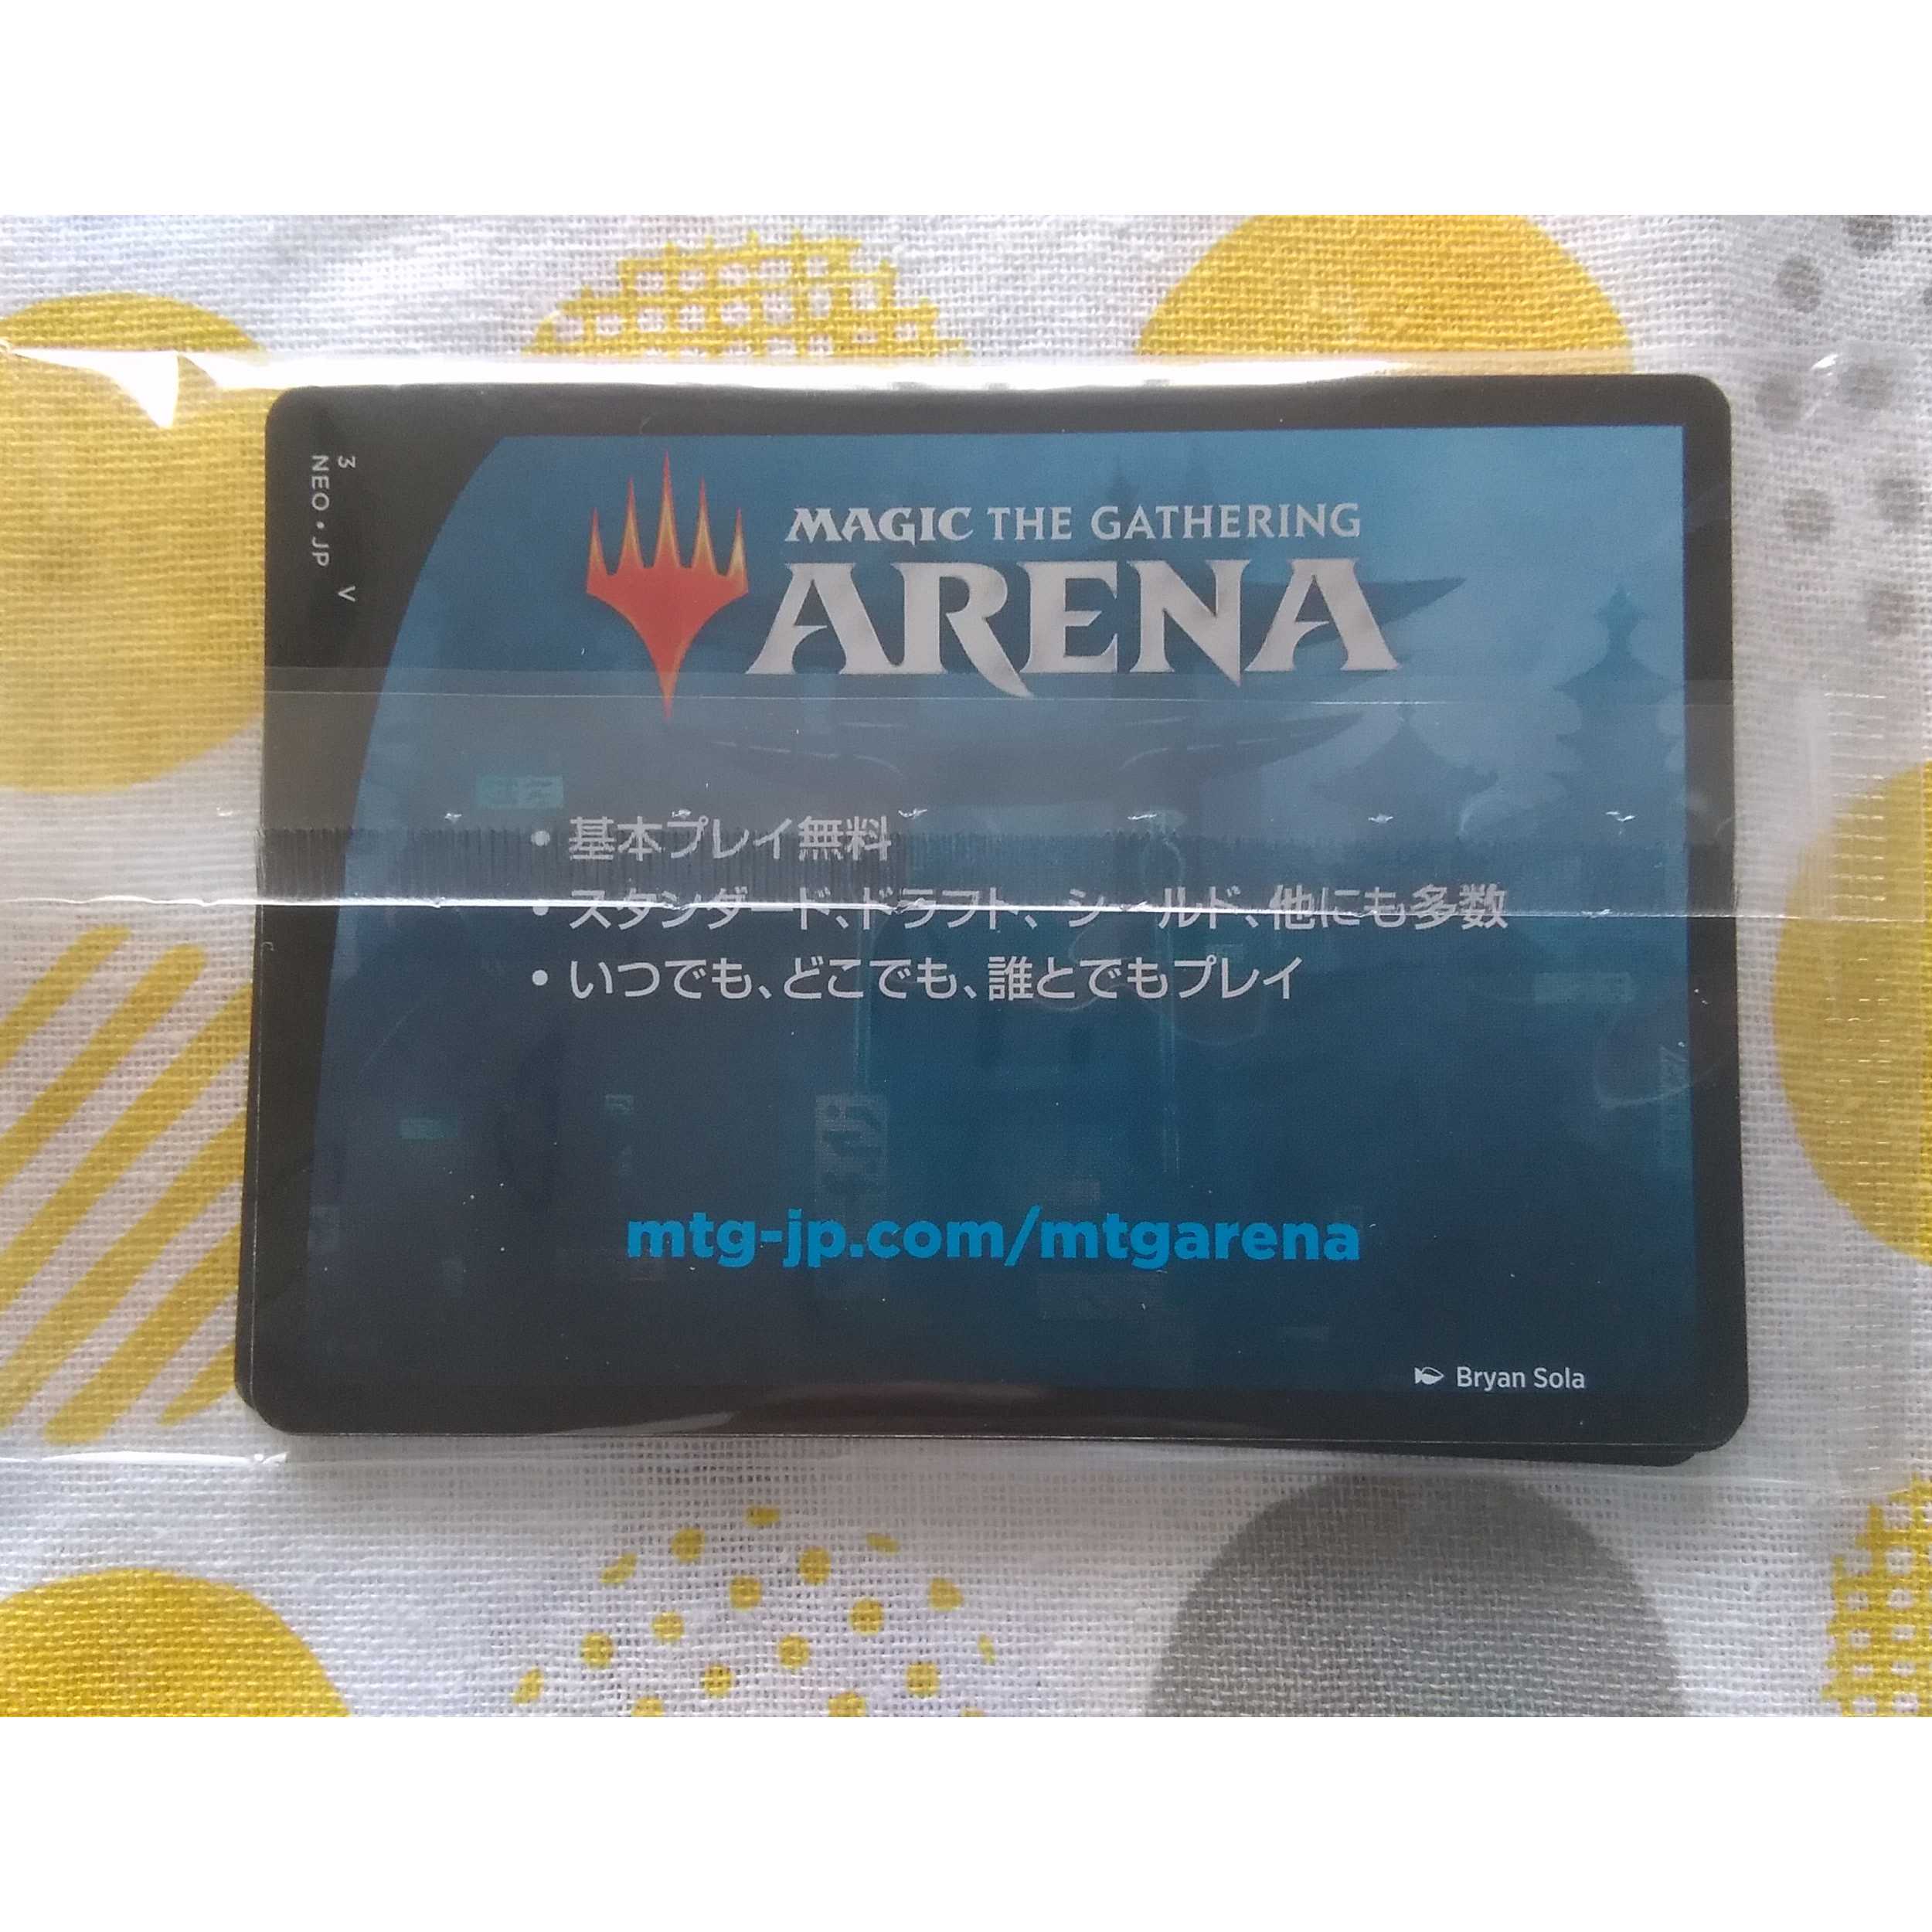 3 V
NEO • JP
MAGIC THE GATHERING
ARENA
• 基本プレイ無料
• スタンダード、ドラフト、シールド、他にも多数
• いつでも、どこでも、誰とでもプレイ
mtg-jp.com/mtgarena
Bryan Sola